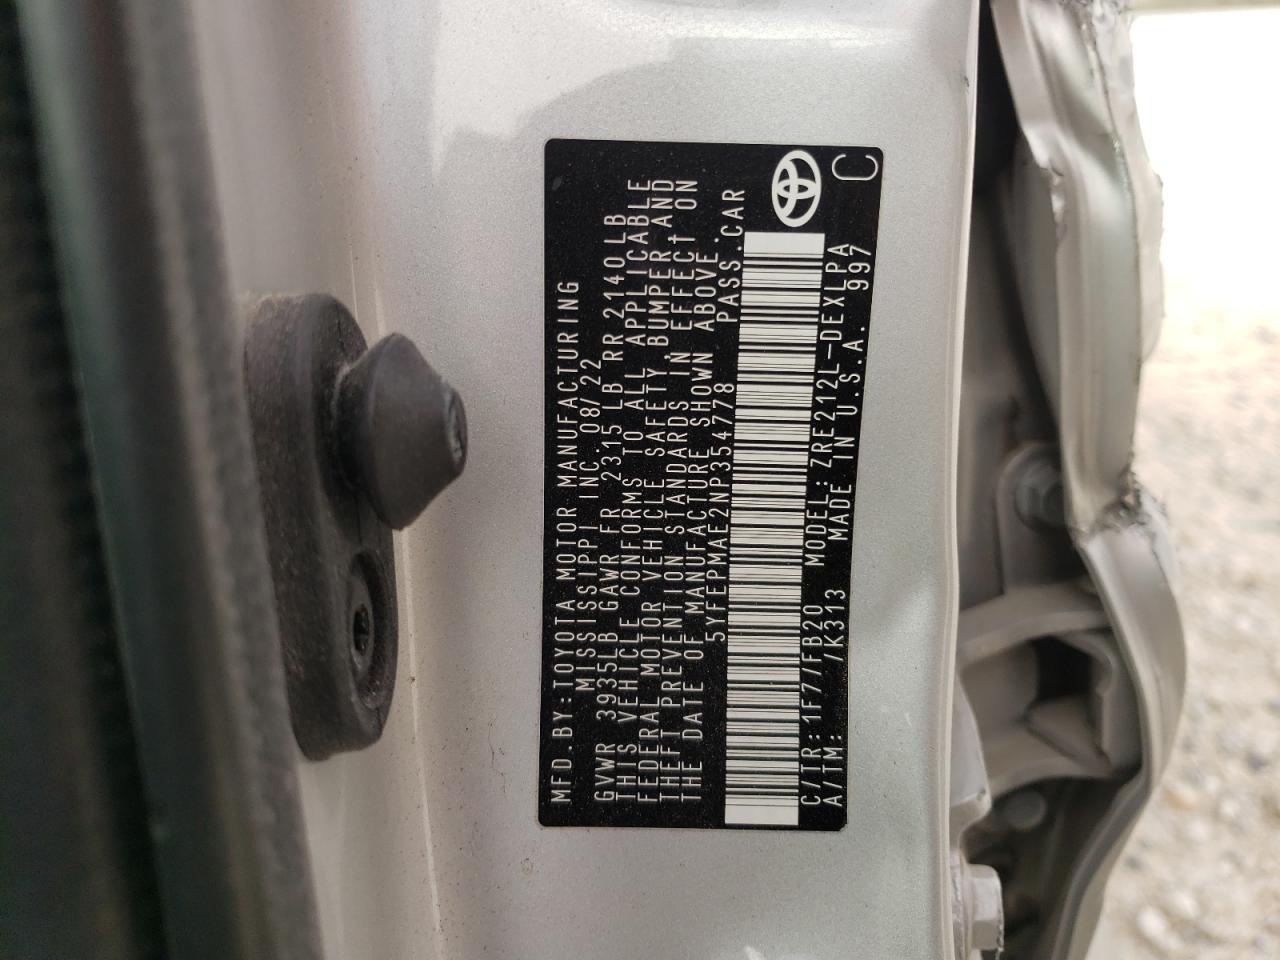 MFD.BY:TOYOTA MOTOR MANUFACTURING
MISSISSIPPI INC. 08/22
GVWR 3935LB GAWR FR 2315 LB RR 2140LB
THIS VEHICLE CONFORMS TO ALL APPLICABLE
FEDERAL MOTOR VEHICLE SAFETY, BUMPER AND
THEFT PREVENTION STANDARDS IN EFFECT ON
THE DATE OF MANUFACTURE SHOWN ABOVE.
5YFEPMAE2NP354778 PASS.CAR
C/TR: 1F7/FB20 MODEL: ZRE212L-DEXLPA
A/TM: /K313 MADE IN U.S.A. 997
C